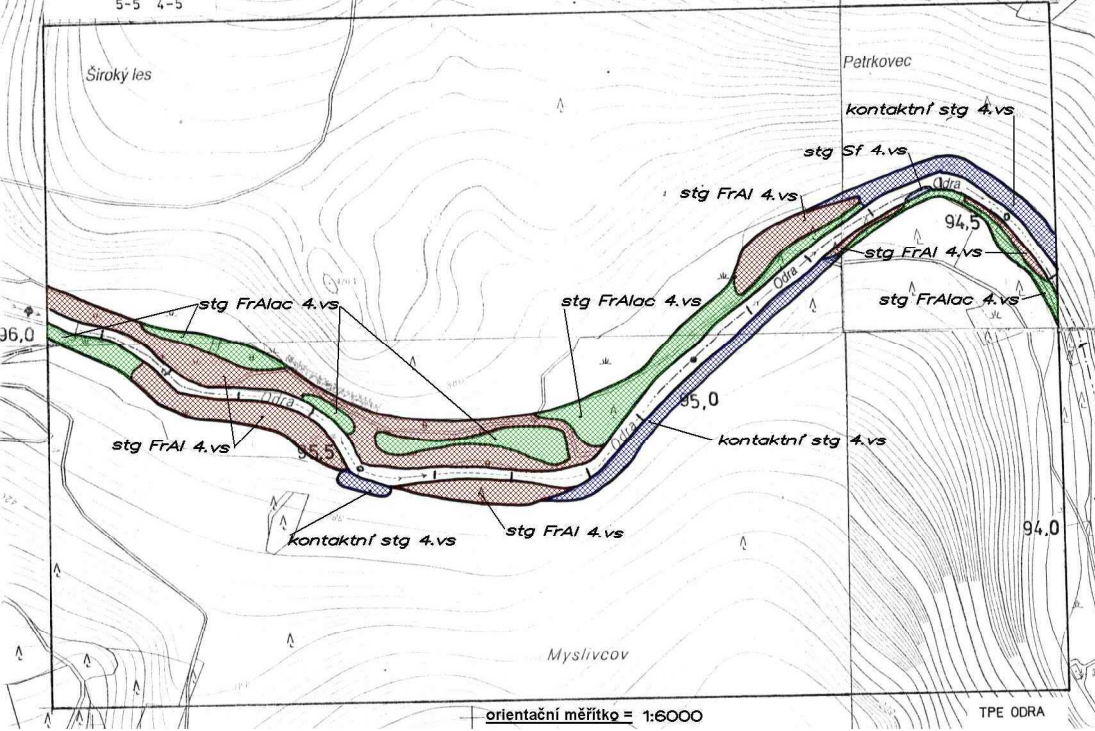 5-5 4-5
Široký les
Petrkovec
kontaktní stg 4.vs
stg Sf 4.vs
Odra
stg FrAl 4.vs
94,5
stg FrAl 4.vs
Odra
stg FrAlac 4.vs
stg FrAlac 4.vs
stg FrAlac 4.vs
96,0
Odra
95,0
Odra
stg FrAl 4.vs
95,5
kontaktní stg 4.vs
94,0
stg FrAl 4.vs
kontaktní stg 4.vs
Myslivcov
orientační měřítko = 1:6000
TPE ODRA